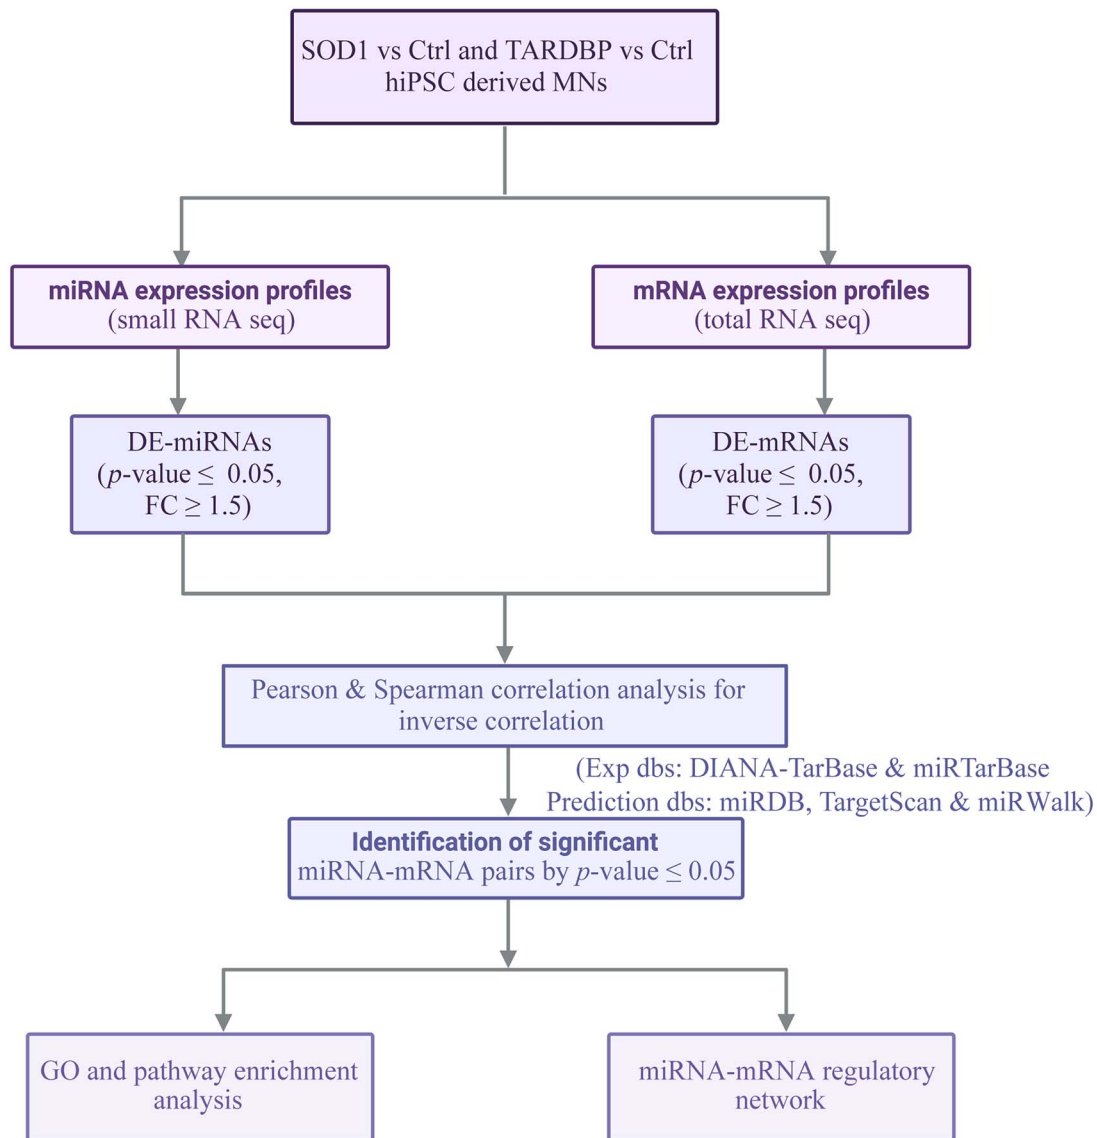 SOD1 vs Ctrl and TARDBP vs Ctrl
hiPSC derived MNs
miRNA expression profiles
(small RNA seq)
mRNA expression profiles
(total RNA seq)
DE-miRNAs
(p-value ≤ 0.05,
FC ≥ 1.5)
DE-mRNAs
(p-value ≤ 0.05,
FC ≥ 1.5)
Pearson & Spearman correlation analysis for
inverse correlation
(Exp dbs: DIANA-TarBase & miRTarBase
Prediction dbs: miRDB, TargetScan & miRWalk)
Identification of significant
miRNA-mRNA pairs by p-value ≤ 0.05
GO and pathway enrichment
analysis
miRNA-mRNA regulatory
network